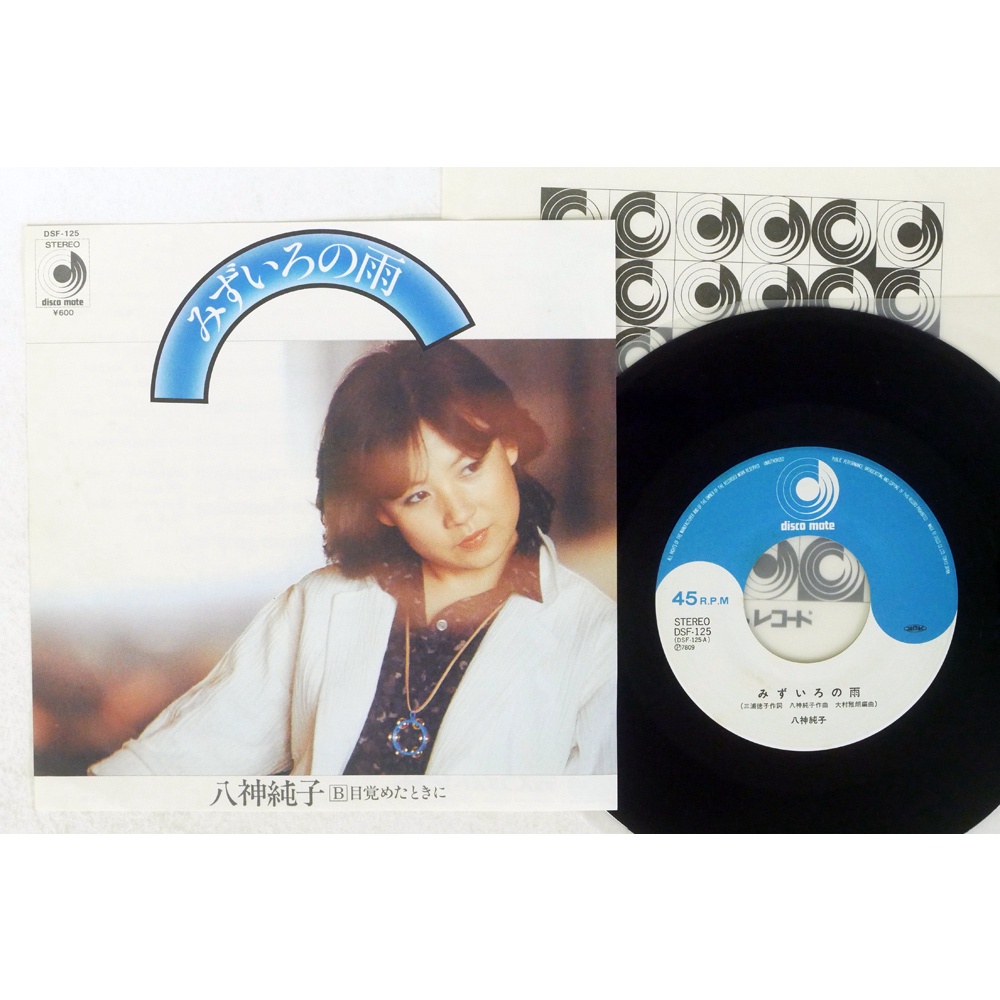 DSF-125
STEREO
disco mate
¥600
みずいろの雨
八神純子 B 目覚めたときに
disco mate
45 R.P.M
STEREO
DSF-125
(DSF-125-A)
Ⓟ7809
レコード
みずいろの雨
(三浦徳子作詞 八神純子作曲 大村雅朗編曲)
八神純子